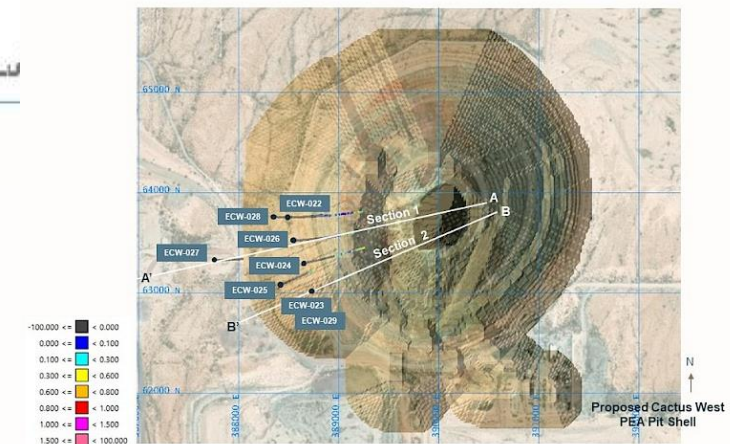 65000 N
64000 N
63000 N
62000 N
388000 E
389000 E
ECW-022
ECW-028
ECW-026
ECW-027
ECW-024
ECW-025
ECW-023
ECW-029
Section 1
Section 2
A
B
A'
B'
-100.000 <= < 0.000
0.000 <= < 0.100
0.100 <= < 0.300
0.300 <= < 0.600
0.600 <= < 0.800
0.800 <= < 1.000
1.000 <= < 1.500
1.500 <= < 100.000
N
Proposed Cactus West
PEA Pit Shell